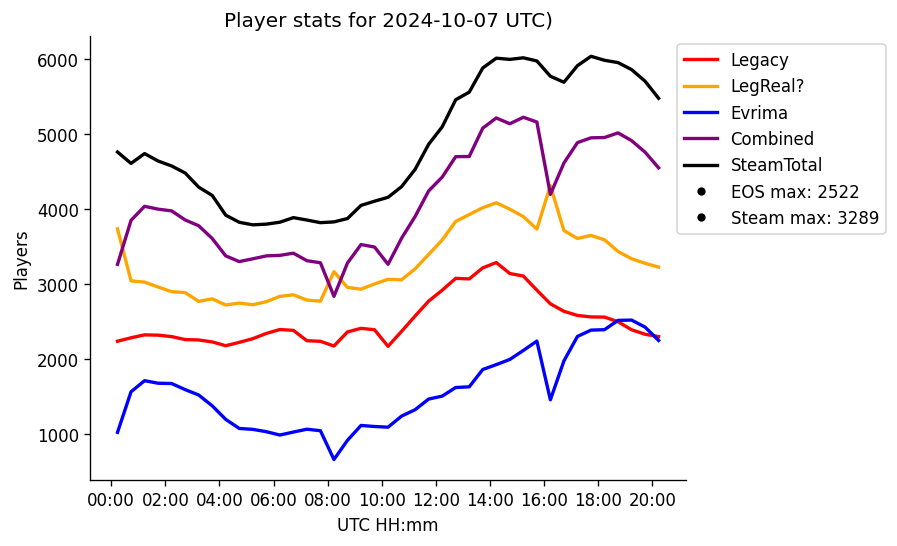 Player stats for 2024-10-07 UTC)
Players
6000
5000
4000
3000
2000
1000
00:00 02:00 04:00 06:00 08:00 10:00 12:00 14:00 16:00 18:00 20:00
UTC HH:mm
Legacy
LegReal?
Evrima
Combined
SteamTotal
EOS max: 2522
Steam max: 3289